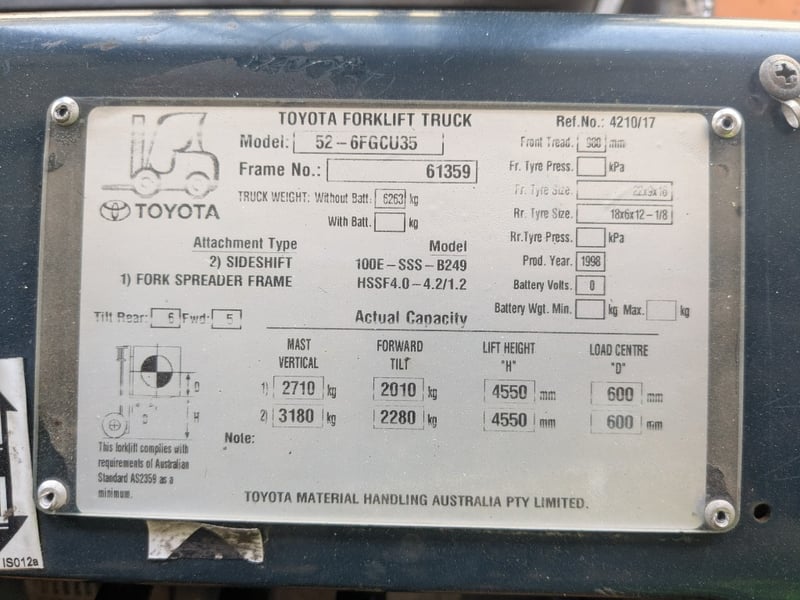 TOYOTA FORKLIFT TRUCK
Ref.No.: 4210/17
Model: 52-6FGCU35
Front Tread. 980 mm
Frame No.: 61359
Fr. Tyre Press. kPa
TRUCK WEIGHT: Without Batt: 6263 kg
Fr. Tyre Size. 22x9x16
With Batt. kg
Rr. Tyre Size. 18x6x12-1/8
TOYOTA
Rr. Tyre Press. kPa
Attachment Type Model
Prod. Year. 1998
2) SIDESHIFT 100E-SSS-B249
Battery Volts. 0
1) FORK SPREADER FRAME HSSF4.0-4.2/1.2
Battery Wgt. Min. kg Max. kg
Tilt Rear: 6 Fwd: 5
Actual Capacity
MAST VERTICAL
FORWARD TILT
LIFT HEIGHT "H"
LOAD CENTRE "D"
1) 2710 kg 2010 kg 4550 mm 600 mm
2) 3180 kg 2280 kg 4550 mm 600 mm
D
H
D
Note:
This forklift complies with
requirements of Australian
Standard AS2359 as a
minimum.
TOYOTA MATERIAL HANDLING AUSTRALIA PTY LIMITED.
IS012a